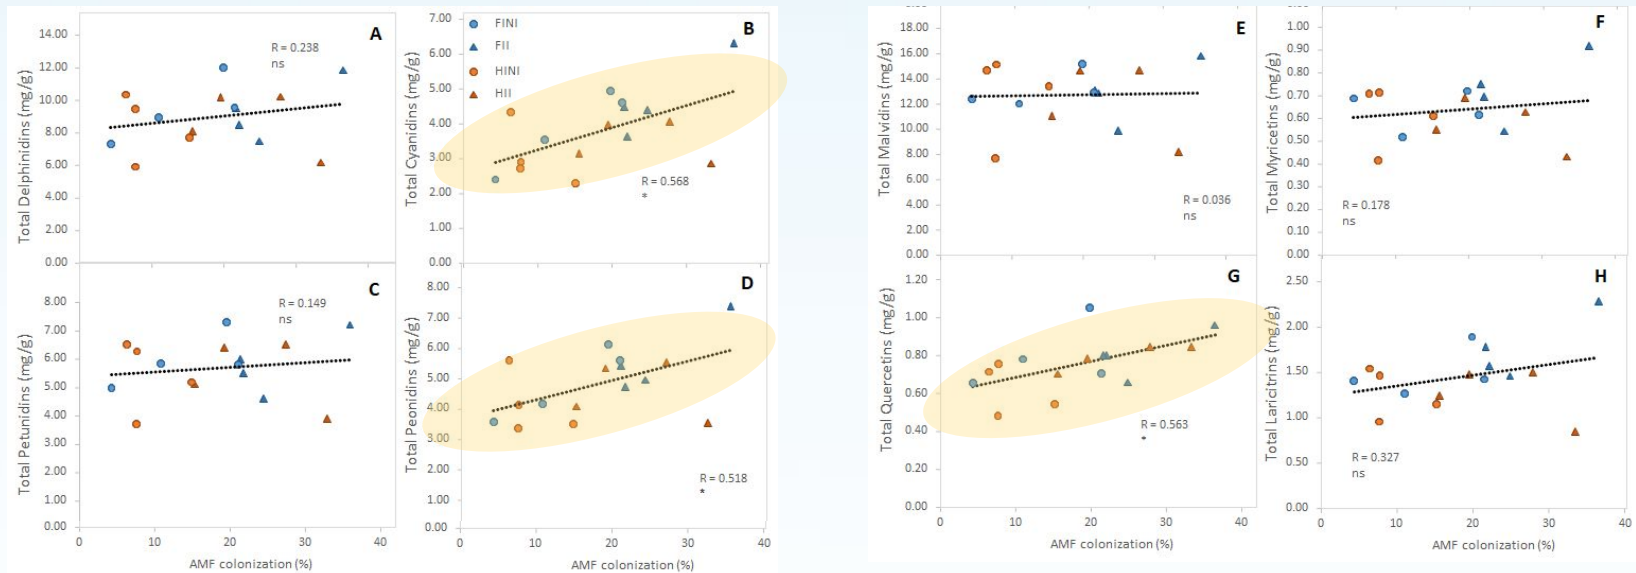 A
R = 0.238
ns
Total Delphinidins (mg/g)
14.00
12.00
10.00
8.00
6.00
4.00
2.00
0.00
B
FINI
FII
HINI
HII
R = 0.568
*
Total Cyanidins (mg/g)
7.00
6.00
5.00
4.00
3.00
2.00
1.00
0.00
C
R = 0.149
ns
Total Petunidins (mg/g)
8.00
7.00
6.00
5.00
4.00
3.00
2.00
1.00
0.00
0 10 20 30 40
AMF colonization (%)
D
R = 0.518
*
Total Peonidins (mg/g)
8.00
7.00
6.00
5.00
4.00
3.00
2.00
1.00
0.00
0 10 20 30 40
AMF colonization (%)
E
R = 0.036
ns
Total Malvidins (mg/g)
18.00
16.00
14.00
12.00
10.00
8.00
6.00
4.00
2.00
0.00
F
R = 0.178
ns
Total Myricetins (mg/g)
1.00
0.90
0.80
0.70
0.60
0.50
0.40
0.30
0.20
0.10
0.00
G
R = 0.563
*
Total Quercetins (mg/g)
1.20
1.00
0.80
0.60
0.40
0.20
0.00
0 10 20 30 40
AMF colonization (%)
H
R = 0.327
ns
Total Laricitrins (mg/g)
2.50
2.00
1.50
1.00
0.50
0.00
0 10 20 30 40
AMF colonization (%)